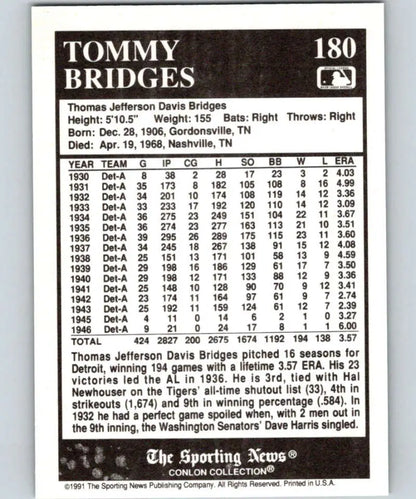 TOMMY 180
BRIDGES
Thomas Jefferson Davis Bridges
Height: 5'10.5" Weight: 155 Bats: Right Throws: Right
Born: Dec. 28, 1906, Gordonsville, TN
Died: Apr. 19, 1968, Nashville, TN
YEAR TEAM G IP CG H SO BB W L ERA
1930 Det-A 8 38 2 28 17 23 3 2 4.03
1931 Det-A 35 173 8 182 105 108 8 16 4.99
1932 Det-A 34 201 10 174 108 119 14 12 3.36
1933 Det-A 33 233 17 192 120 110 14 12 3.09
1934 Det-A 36 275 23 249 151 104 22 11 3.67
1935 Det-A 36 274 23 277 163 113 21 10 3.51
1936 Det-A 39 295 26 289 175 115 23 11 3.60
1937 Det-A 34 245 18 267 138 91 15 12 4.08
1938 Det-A 25 151 13 171 101 58 13 9 4.59
1939 Det-A 29 198 16 186 129 61 17 7 3.50
1940 Det-A 29 198 12 171 133 88 12 9 3.36
1941 Det-A 25 148 10 128 90 70 9 12 3.41
1942 Det-A 23 174 11 164 97 61 9 7 2.74
1943 Det-A 25 192 11 159 124 61 12 7 2.39
1945 Det-A 4 11 0 14 6 2 1 0 3.27
1946 Det-A 9 21 0 24 17 8 1 1 6.00
TOTAL 424 2827 200 2675 1674 1192 194 138 3.57
Thomas Jefferson Davis Bridges pitched 16 seasons for
Detroit, winning 194 games with a lifetime 3.57 ERA. His 23
victories led the AL in 1936. He is 3rd, tied with Hal
Newhouser on the Tigers' all-time shutout list (33), 4th in
strikeouts (1,674) and 9th in winning percentage (.584). In
1932 he had a perfect game spoiled when, with 2 men out in
the 9th inning, the Washington Senators' Dave Harris singled.
The Sporting News®
CONLON COLLECTION®
©1991 The Sporting News Publishing Company. All Rights Reserved. Printed in U.S.A.